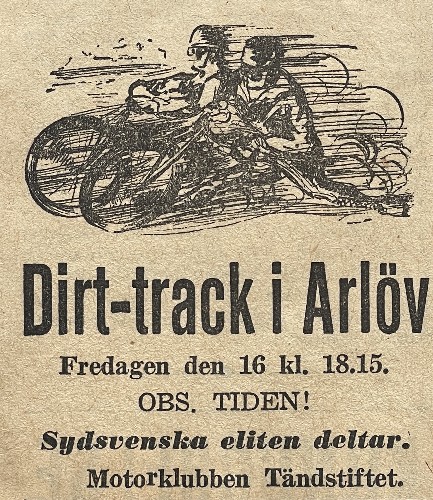 Dirt-track i Arlöv
Fredagen den 16 kl. 18.15.
OBS. TIDEN!
Sydsvenska eliten deltar.
Motorklubben Tändstiftet.